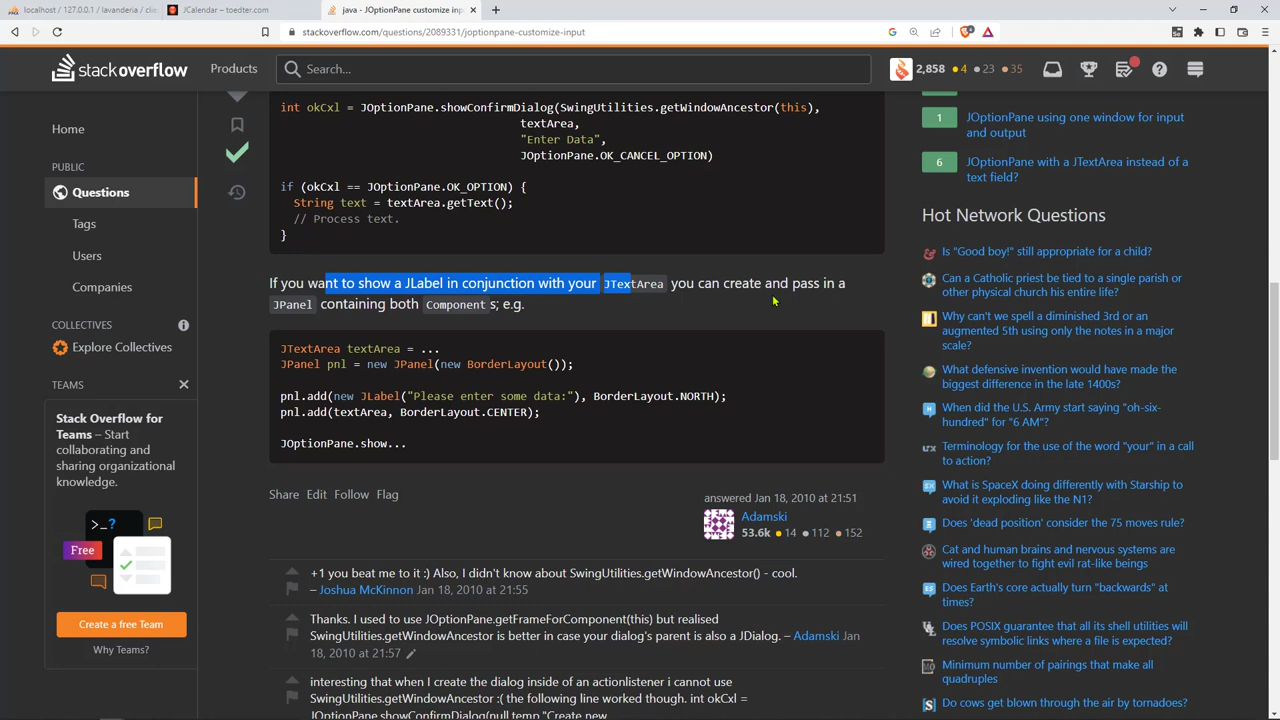 localhost / 127.0.0.1 / lavanderia / clie
JCalendar – toedter.com
java - JOptionPane customize inpu
stackoverflow.com/questions/2089331/joptionpane-customize-input
stackoverflow
Products
Search...
2,858 4 23 35
Home
PUBLIC
Questions
Tags
Users
Companies
COLLECTIVES
Explore Collectives
TEAMS
Stack Overflow for
Teams – Start
collaborating and
sharing organizational
knowledge.
>_?
Free
Create a free Team
Why Teams?
int okCxl = JOptionPane.showConfirmDialog(SwingUtilities.getWindowAncestor(this),
textArea,
"Enter Data",
JOptionPane.OK_CANCEL_OPTION)
if (okCxl == JOptionPane.OK_OPTION) {
String text = textArea.getText();
// Process text.
}
If you want to show a JLabel in conjunction with your JTextArea you can create and pass in a
JPanel containing both Components; e.g.
JTextArea textArea = ...
JPanel pnl = new JPanel(new BorderLayout());
pnl.add(new JLabel("Please enter some data:"), BorderLayout.NORTH);
pnl.add(textArea, BorderLayout.CENTER);
JOptionPane.show...
Share Edit Follow Flag
answered Jan 18, 2010 at 21:51
Adamski
53.6k 14 112 152
+1 you beat me to it :) Also, I didn't know about SwingUtilities.getWindowAncestor() - cool.
– Joshua McKinnon Jan 18, 2010 at 21:55
Thanks. I used to use JOptionPane.getFrameForComponent(this) but realised
SwingUtilities.getWindowAncestor is better in case your dialog's parent is also a JDialog. – Adamski Jan
18, 2010 at 21:57
interesting that when I create the dialog inside of an actionlistener i cannot use
SwingUtilities.getWindowAncestor :( the following line worked though. int okCxl =
JOptionPane.showConfirmDialog(null,temp,"Create new
1 JOptionPane using one window for input
and output
6 JOptionPane with a JTextArea instead of a
text field?
Hot Network Questions
Is "Good boy!" still appropriate for a child?
Can a Catholic priest be tied to a single parish or
other physical church his entire life?
Why can't we spell a diminished 3rd or an
augmented 5th using only the notes in a major
scale?
What defensive invention would have made the
biggest difference in the late 1400s?
When did the U.S. Army start saying "oh-six-
hundred" for "6 AM"?
Terminology for the use of the word "your" in a call
to action?
What is SpaceX doing differently with Starship to
avoid it exploding like the N1?
Does 'dead position' consider the 75 moves rule?
Cat and human brains and nervous systems are
wired together to fight evil rat-like beings
Does Earth's core actually turn "backwards" at
times?
Does POSIX guarantee that all its shell utilities will
resolve symbolic links where a file is expected?
Minimum number of pairings that make all
quadruples
Do cows get blown through the air by tornadoes?